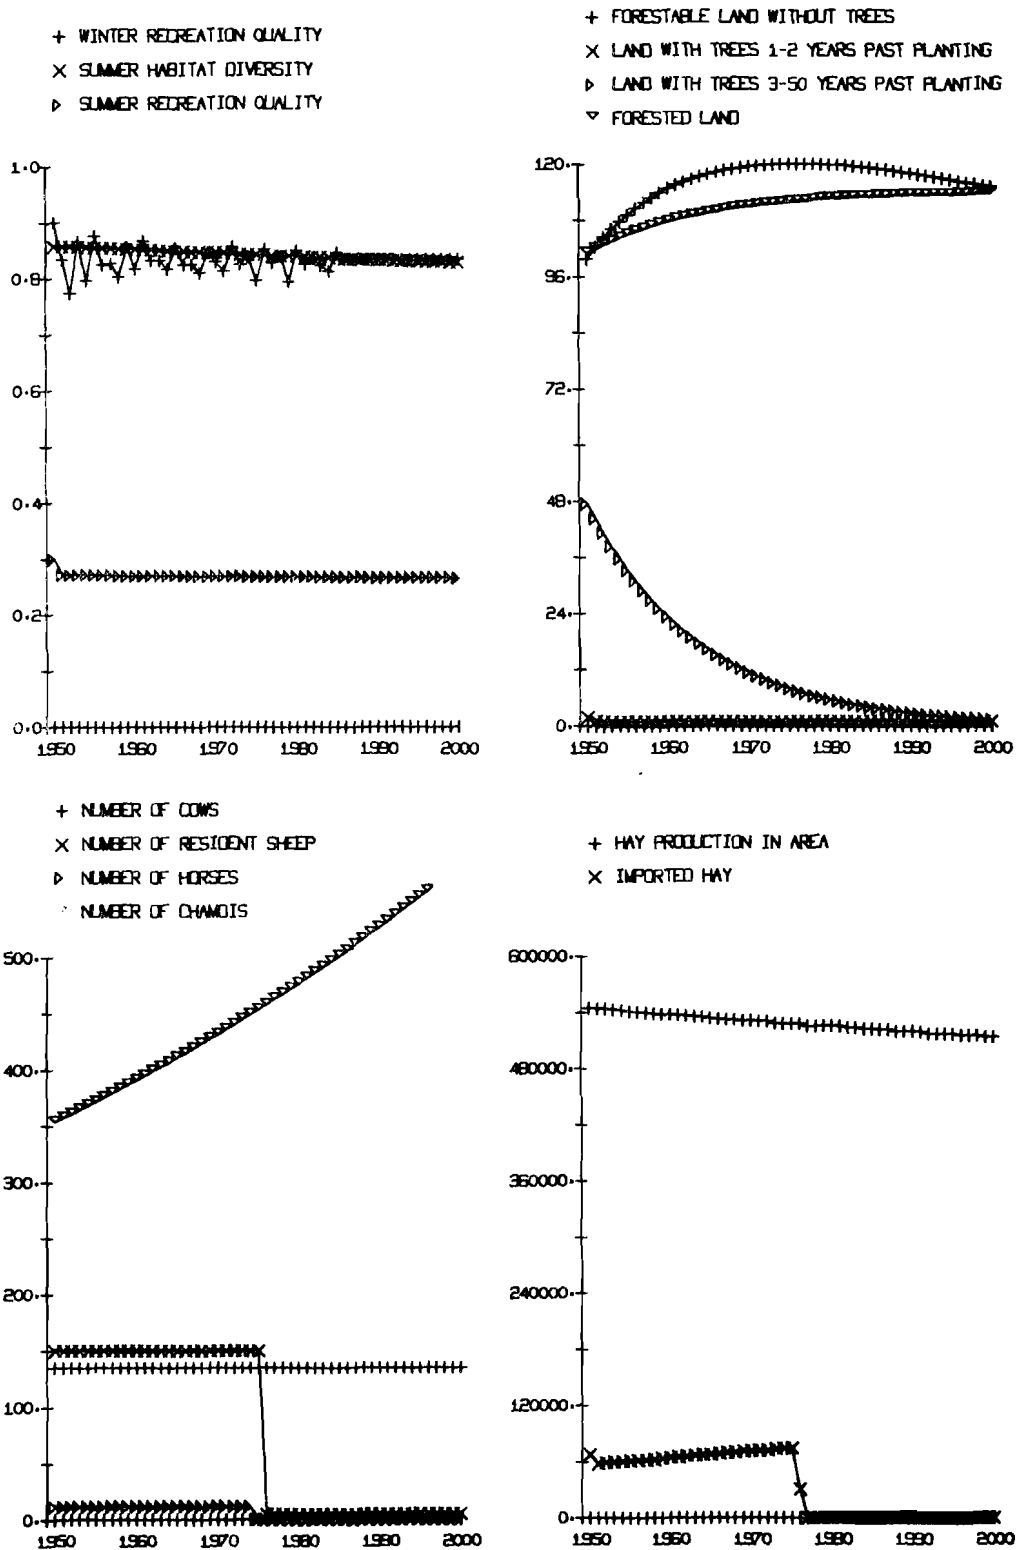 + WINTER RECREATION QUALITY
× SUMMER HABITAT DIVERSITY
▷ SUMMER RECREATION QUALITY
1.0
0.8
0.6
0.4
0.2
0.0
1950 1960 1970 1980 1990 2000
+ FORESTABLE LAND WITHOUT TREES
× LAND WITH TREES 1-2 YEARS PAST PLANTING
▷ LAND WITH TREES 3-50 YEARS PAST PLANTING
▽ FORESTED LAND
120.
96.
72.
48.
24.
0.
1950 1960 1970 1980 1990 2000
+ NUMBER OF COWS
× NUMBER OF RESIDENT SHEEP
▷ NUMBER OF HORSES
NUMBER OF CHAMOIS
500.
400.
300.
200.
100.
0.
1950 1960 1970 1980 1990 2000
+ HAY PRODUCTION IN AREA
× IMPORTED HAY
600000.
480000.
360000.
240000.
120000.
0.
1950 1960 1970 1980 1990 2000